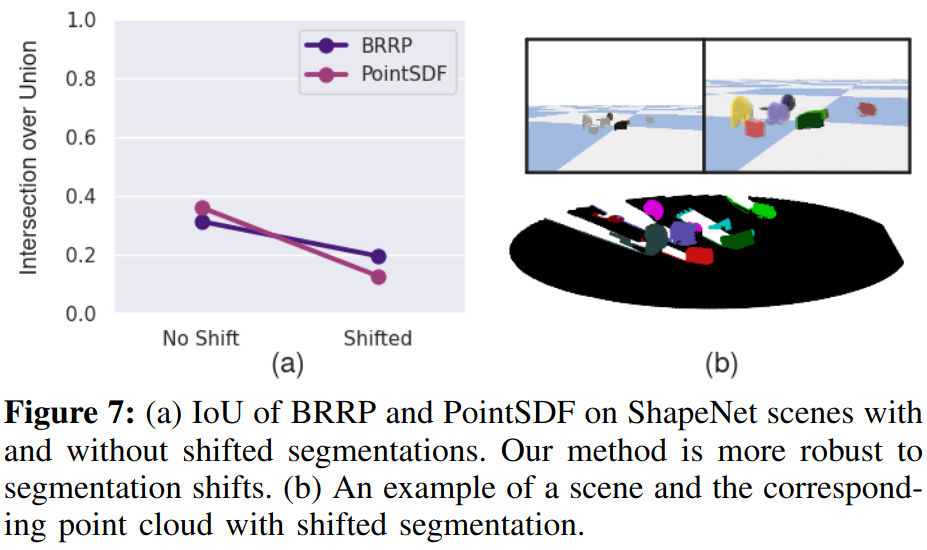 1.0
0.8
0.6
0.4
0.2
0.0
Intersection over Union
BRRP
PointSDF
No Shift
Shifted
(a)
(b)
Figure 7: (a) IoU of BRRP and PointSDF on ShapeNet scenes with
and without shifted segmentations. Our method is more robust to
segmentation shifts. (b) An example of a scene and the correspond-
ing point cloud with shifted segmentation.